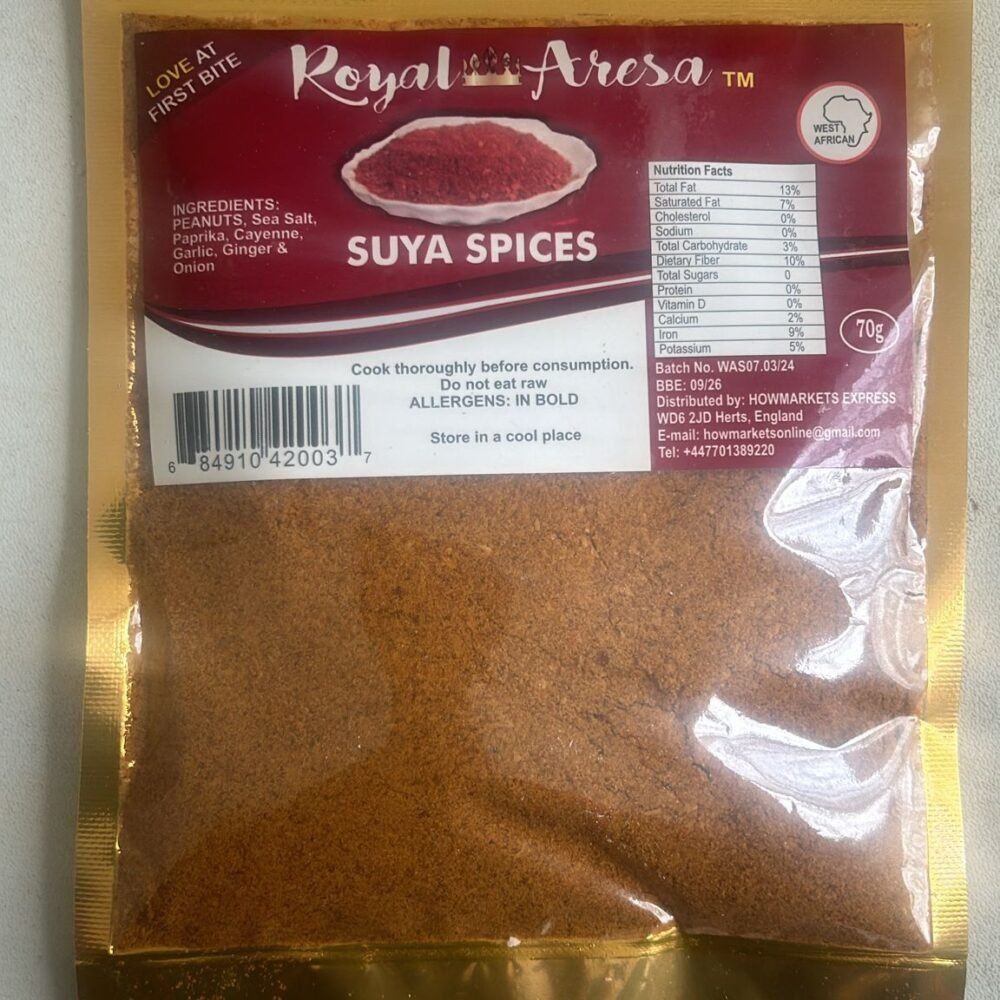 LOVE AT
FIRST BITE
Royal Aresa TM
WEST
AFRICAN
INGREDIENTS:
PEANUTS, Sea Salt,
Paprika, Cayenne,
Garlic, Ginger &
Onion
SUYA SPICES
Nutrition Facts
Total Fat 13%
Saturated Fat 7%
Cholesterol 0%
Sodium 0%
Total Carbohydrate 3%
Dietary Fiber 10%
Total Sugars 0
Protein 0%
Vitamin D 0%
Calcium 2%
Iron 9%
Potassium 5%
70g
Cook thoroughly before consumption.
Do not eat raw
ALLERGENS: IN BOLD
Store in a cool place
6 84910 42003 7
Batch No. WAS07.03/24
BBE: 09/26
Distributed by: HOWMARKETS EXPRESS
WD6 2JD Herts, England
E-mail: howmarketsonline@gmail.com
Tel: +447701389220